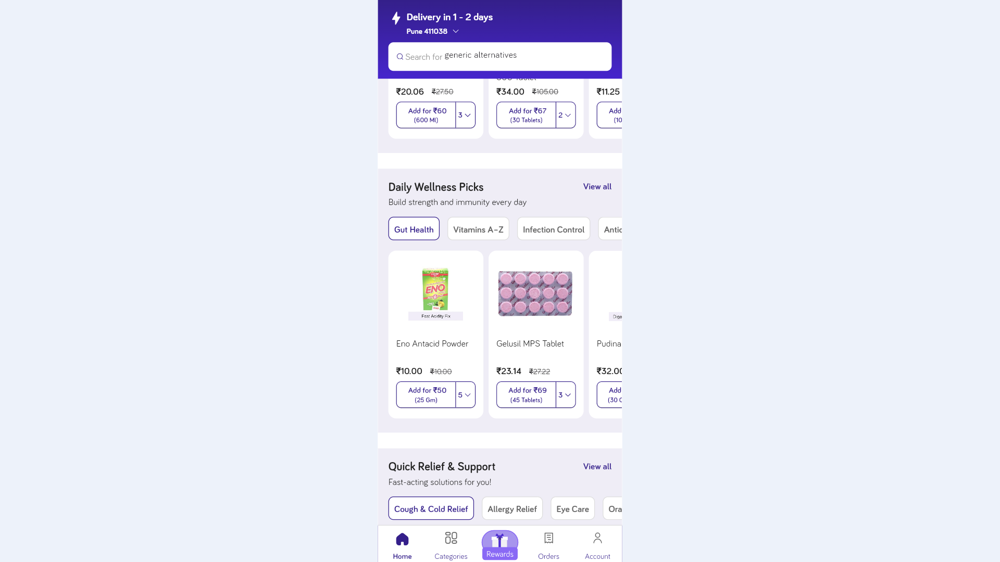 Delivery in 1 - 2 days
Pune 411038
Search for generic alternatives
₹20.06 ₹27.50
₹34.00 ₹105.00
₹11.25
Add for ₹60
(600 Ml)
3
Add for ₹67
(30 Tablets)
2
Add
(10
Daily Wellness Picks
View all
Build strength and immunity every day
Gut Health
Vitamins A-Z
Infection Control
Antic
ENO
Fast Acidity Fix
Dige
Eno Antacid Powder
Gelusil MPS Tablet
Pudina
₹10.00 ₹10.00
₹23.14 ₹27.22
₹32.00
Add for ₹50
(25 Gm)
5
Add for ₹69
(45 Tablets)
3
Add
(30 C
Quick Relief & Support
View all
Fast-acting solutions for you!
Cough & Cold Relief
Allergy Relief
Eye Care
Ora
Home
Categories
Rewards
Orders
Account